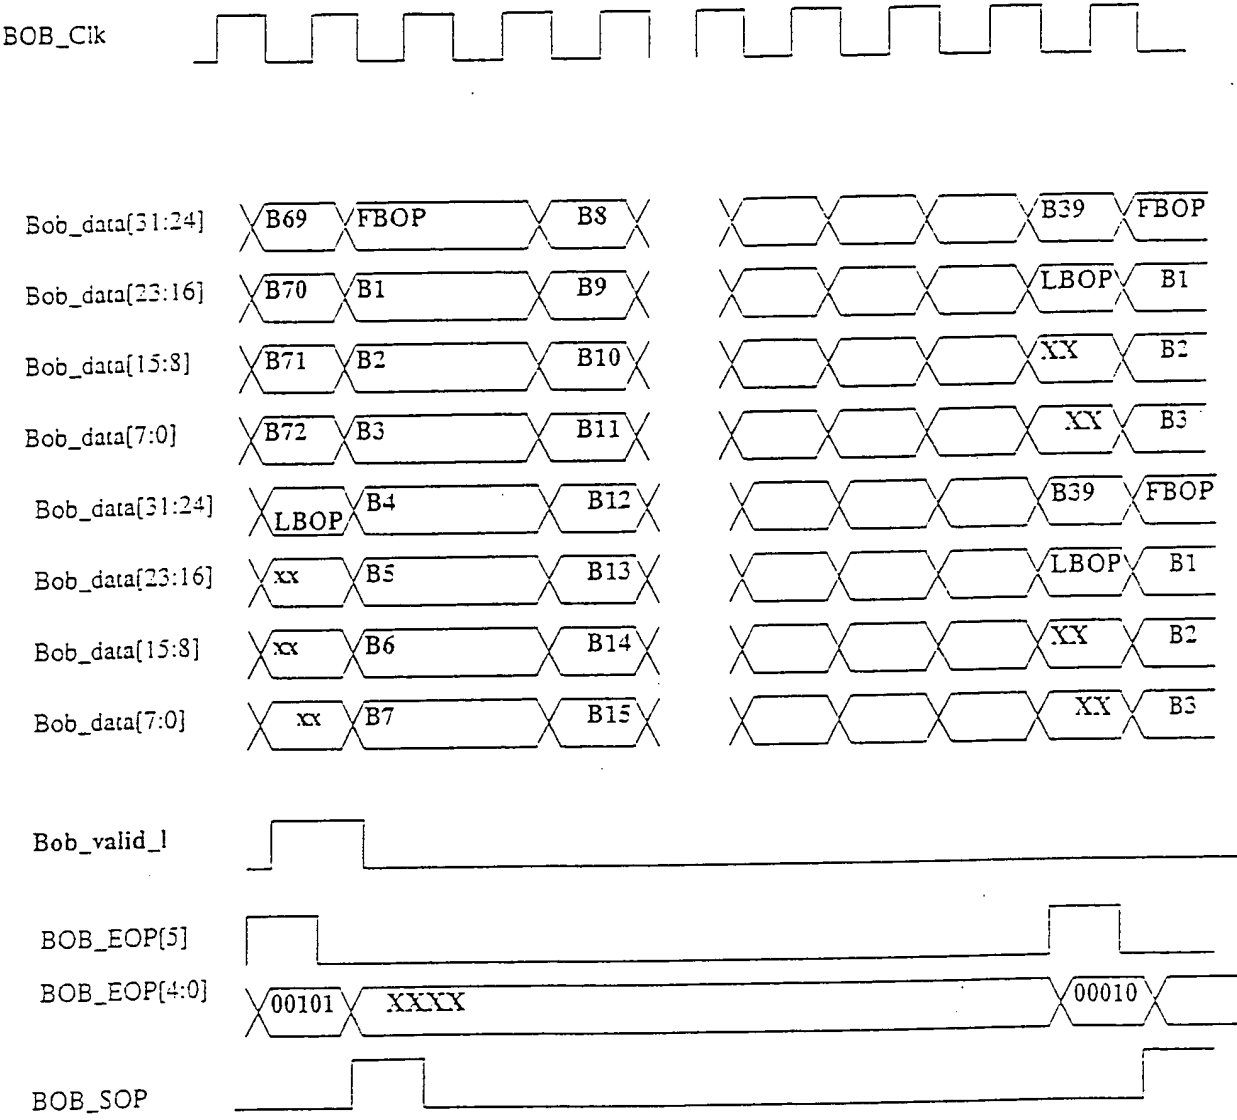 BOB_Clk
Bob_data[31:24] B69 FBOP B8 B39 FBOP
Bob_data[23:16] B70 B1 B9 LBOP B1
Bob_data[15:8] B71 B2 B10 XX B2
Bob_data[7:0] B72 B3 B11 XX B3
Bob_data[31:24] LBOP B4 B12 B39 FBOP
Bob_data[23:16] xx B5 B13 LBOP B1
Bob_data[15:8] xx B6 B14 XX B2
Bob_data[7:0] xx B7 B15 XX B3
Bob_valid_l
BOB_EOP[5]
BOB_EOP[4:0] 00101 XXXX 00010
BOB_SOP